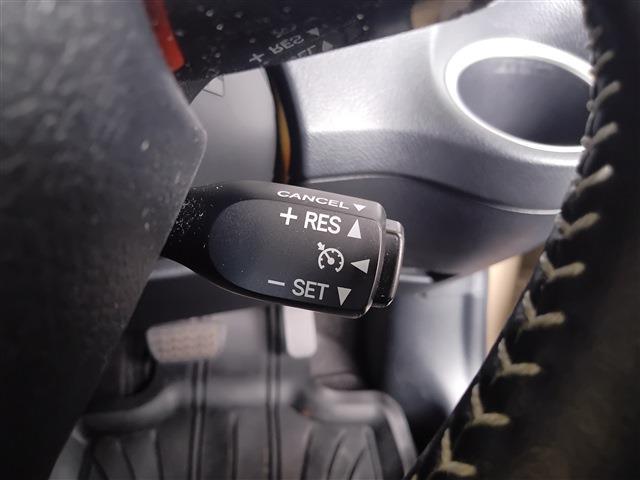 CANCEL ▼
+ RES ▲
◀
− SET ▼